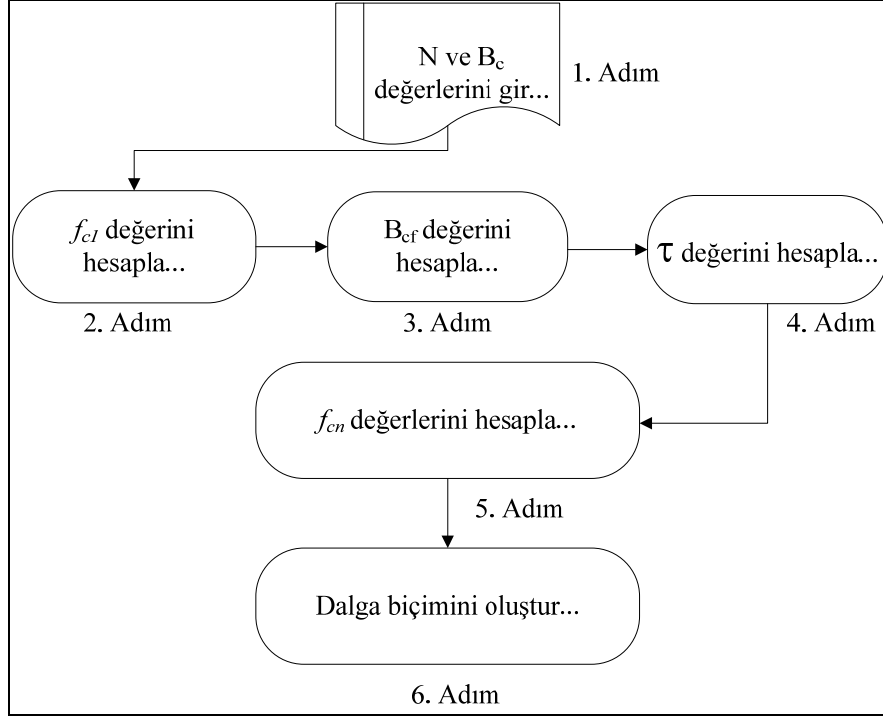 N ve Bc
değerlerini gir...
1. Adım
fcI değerini
hesapla...
2. Adım
Bcf değerini
hesapla...
3. Adım
τ değerini hesapla...
4. Adım
fcn değerlerini hesapla...
5. Adım
Dalga biçimini oluştur...
6. Adım